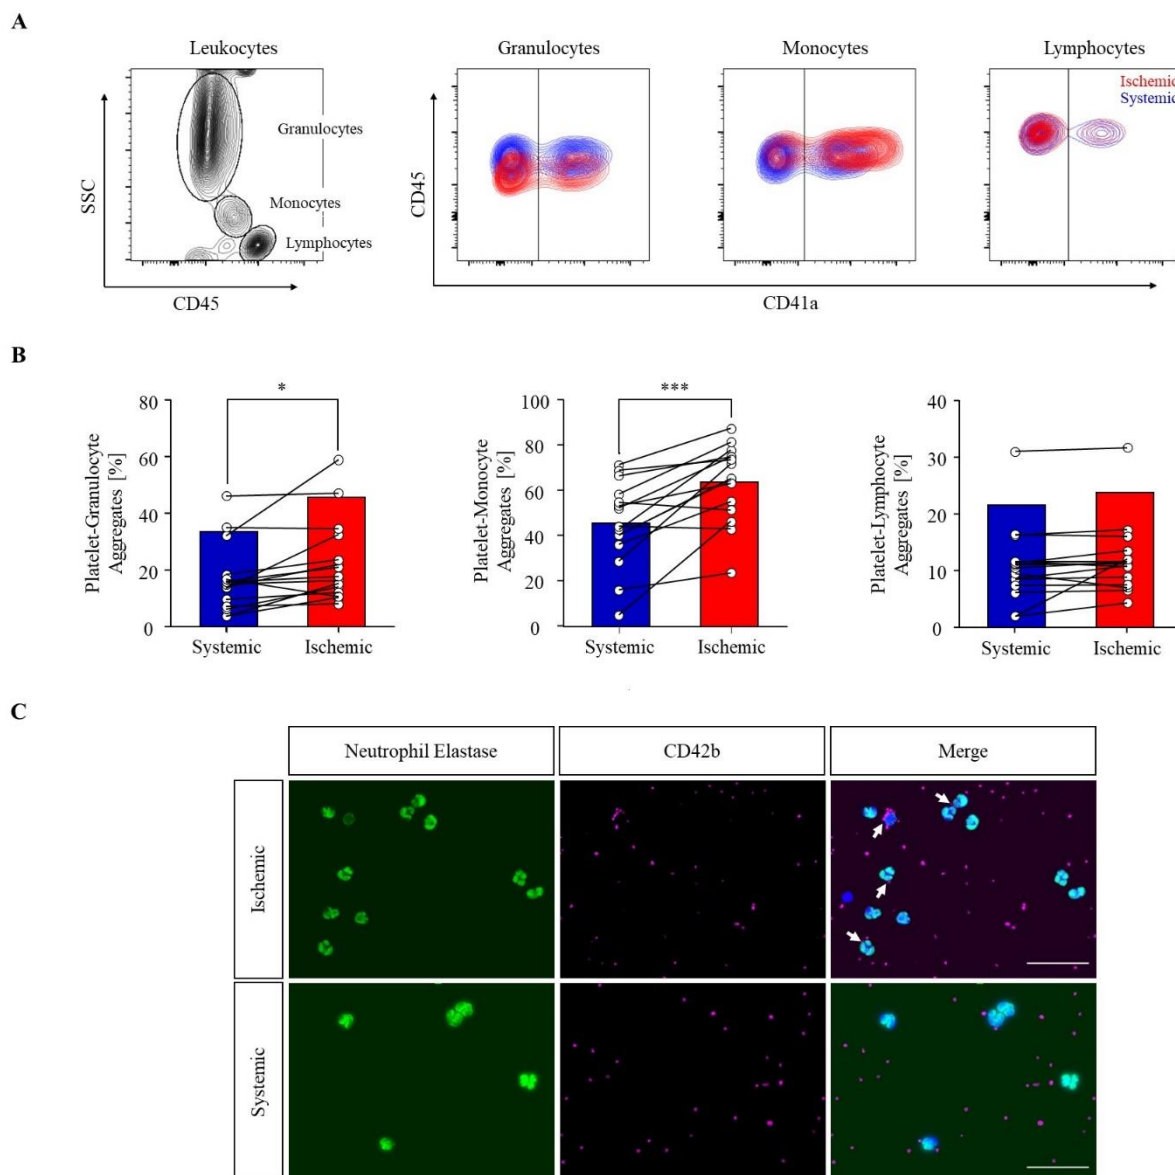 A
Leukocytes
Granulocytes
Monocytes
Lymphocytes
SSC
Granulocytes
Monocytes
Lymphocytes
CD45
CD45
Ischemic
Systemic
CD41a
B
Platelet-Granulocyte
Aggregates [%]
80
60
40
20
0
Systemic
Ischemic
*
Platelet-Monocyte
Aggregates [%]
100
80
60
40
20
0
Systemic
Ischemic
***
Platelet-Lymphocyte
Aggregates [%]
40
30
20
10
0
Systemic
Ischemic
C
Neutrophil Elastase
CD42b
Merge
Ischemic
Systemic